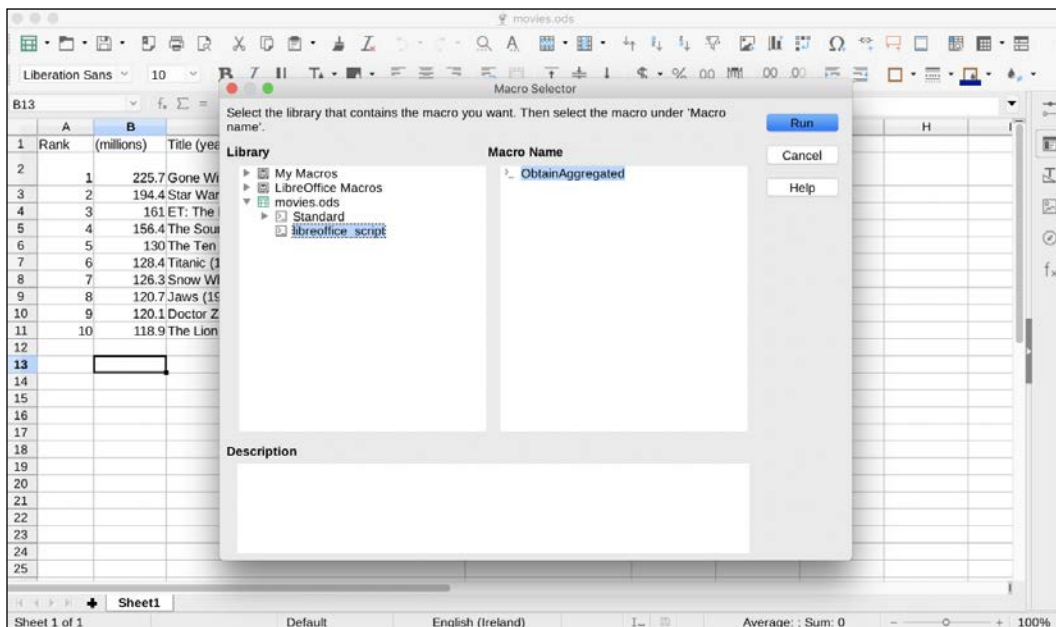 movies.ods
Liberation Sans 10
B13
Macro Selector
Select the library that contains the macro you want. Then select the macro under 'Macro
name'.
Run
Cancel
Help
Library
Macro Name
My Macros
LibreOffice Macros
movies.ods
Standard
libreoffice_script
ObtainAggregated
Description
A B H
1 Rank (millions) Title (yea
2 1 225.7 Gone Wi
3 2 194.4 Star War
4 3 161 ET: The
5 4 156.4 The Sou
6 5 130 The Ten
7 6 128.4 Titanic (1
8 7 126.3 Snow W
9 8 120.7 Jaws (19
10 9 120.1 Doctor Z
11 10 118.9 The Lion
12
13
14
15
16
17
18
19
20
21
22
23
24
25
Sheet1
Sheet 1 of 1 Default English (Ireland) Average: ; Sum: 0 100%